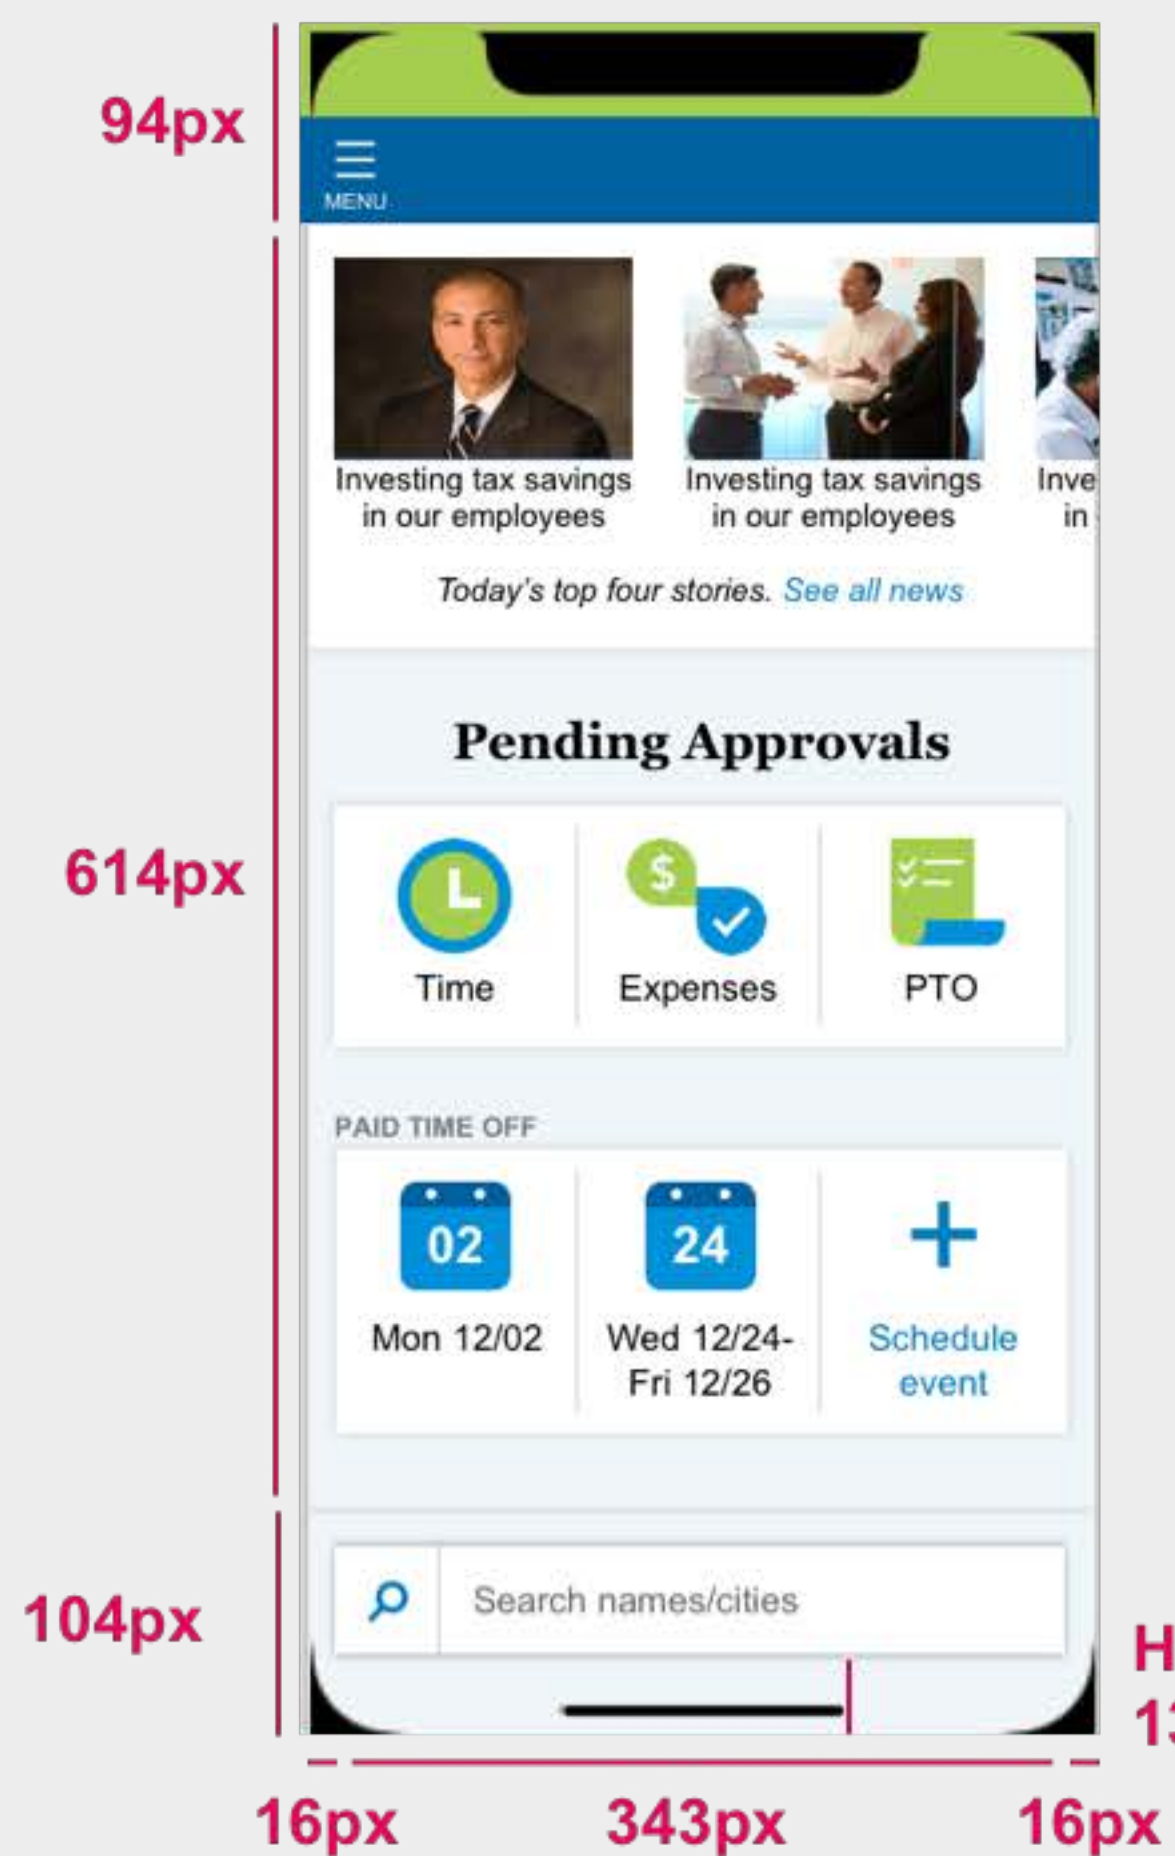 94px
MENU
Investing tax savings
in our employees
Investing tax savings
in our employees
Inve
in
Today's top four stories. See all news
Pending Approvals
614px
$
Time
Expenses
PTO
PAID TIME OFF
02
24
Mon 12/02
Wed 12/24-
Fri 12/26
Schedule
event
104px
Search names/cities
H
16px
343px
16px